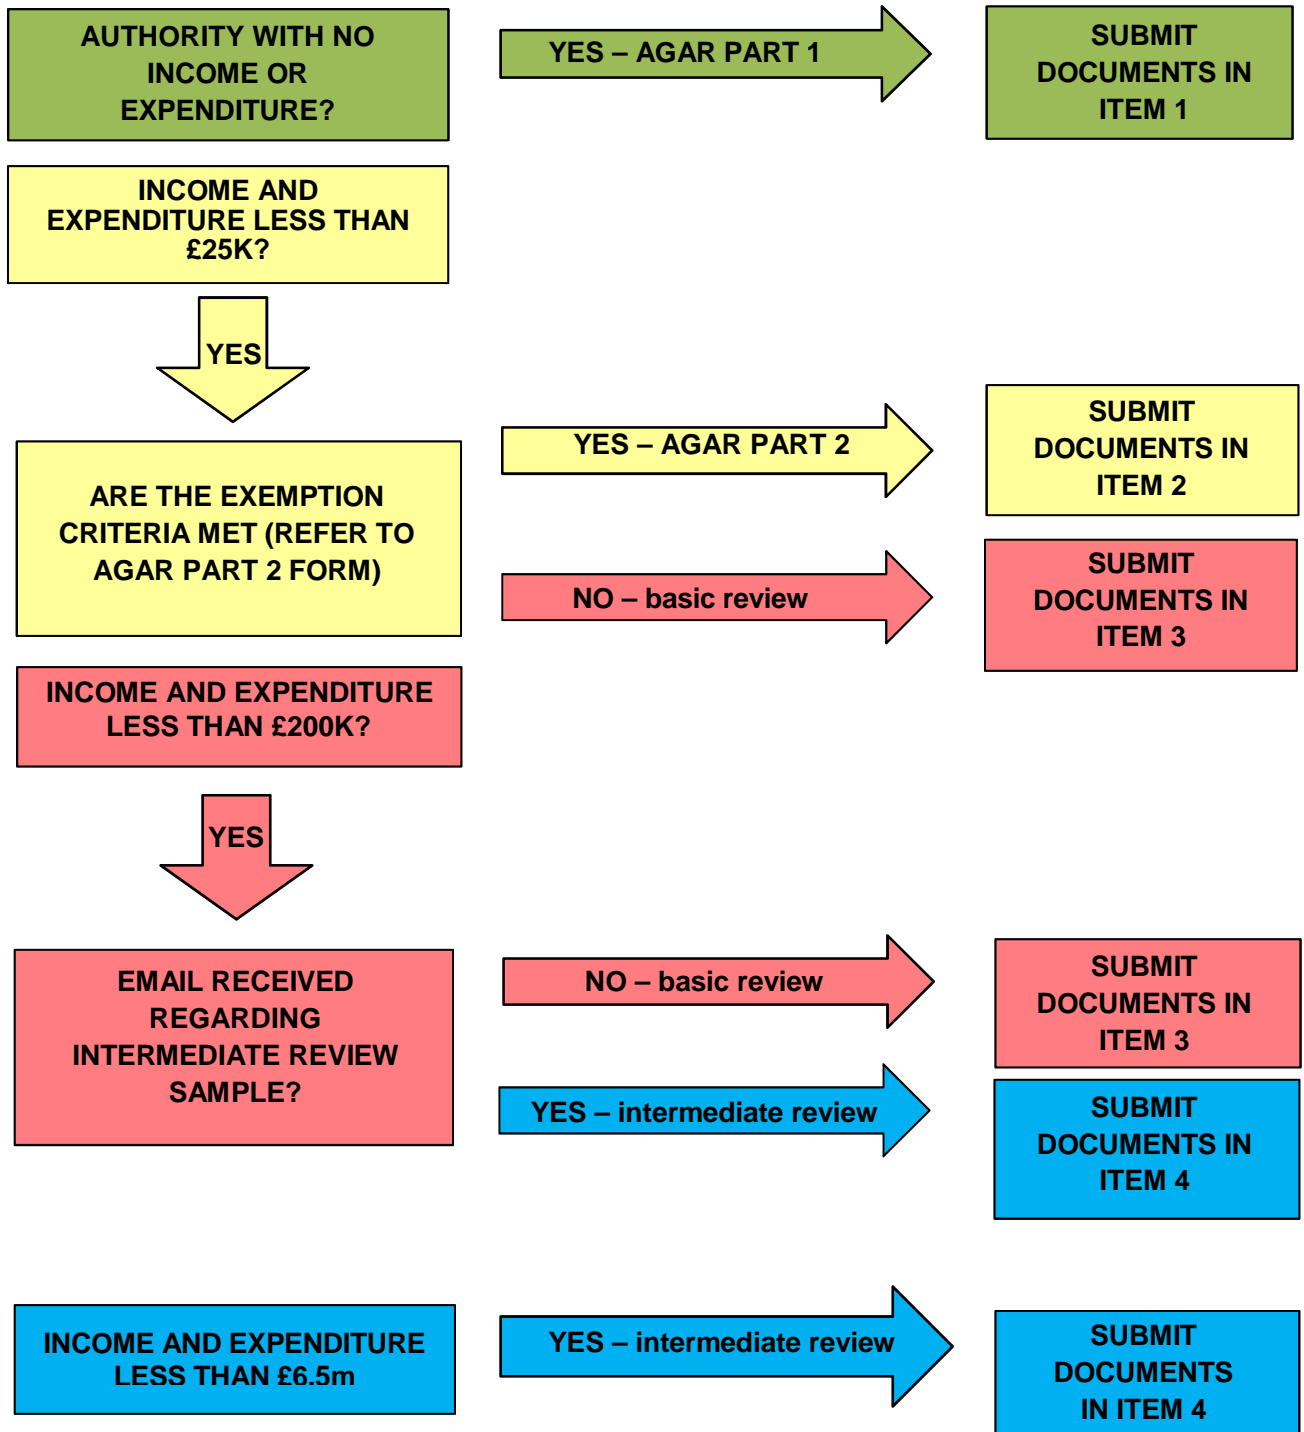 AUTHORITY WITH NO
INCOME OR
EXPENDITURE?
YES – AGAR PART 1
SUBMIT
DOCUMENTS IN
ITEM 1
INCOME AND
EXPENDITURE LESS THAN
£25K?
YES
ARE THE EXEMPTION
CRITERIA MET (REFER TO
AGAR PART 2 FORM)
YES – AGAR PART 2
SUBMIT
DOCUMENTS IN
ITEM 2
NO – basic review
SUBMIT
DOCUMENTS IN
ITEM 3
INCOME AND EXPENDITURE
LESS THAN £200K?
YES
EMAIL RECEIVED
REGARDING
INTERMEDIATE REVIEW
SAMPLE?
NO – basic review
SUBMIT
DOCUMENTS IN
ITEM 3
YES – intermediate review
SUBMIT
DOCUMENTS IN
ITEM 4
INCOME AND EXPENDITURE
LESS THAN £6.5m
YES – intermediate review
SUBMIT
DOCUMENTS
IN ITEM 4